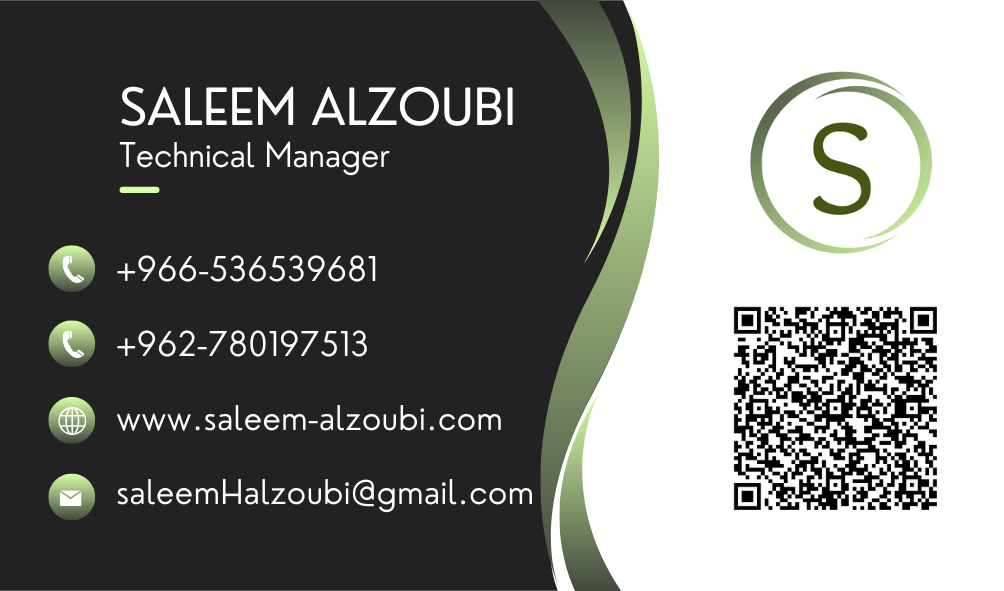 SALEEM ALZOUBI
Technical Manager
+966-536539681
+962-780197513
www.saleem-alzoubi.com
saleemHalzoubi@gmail.com
S